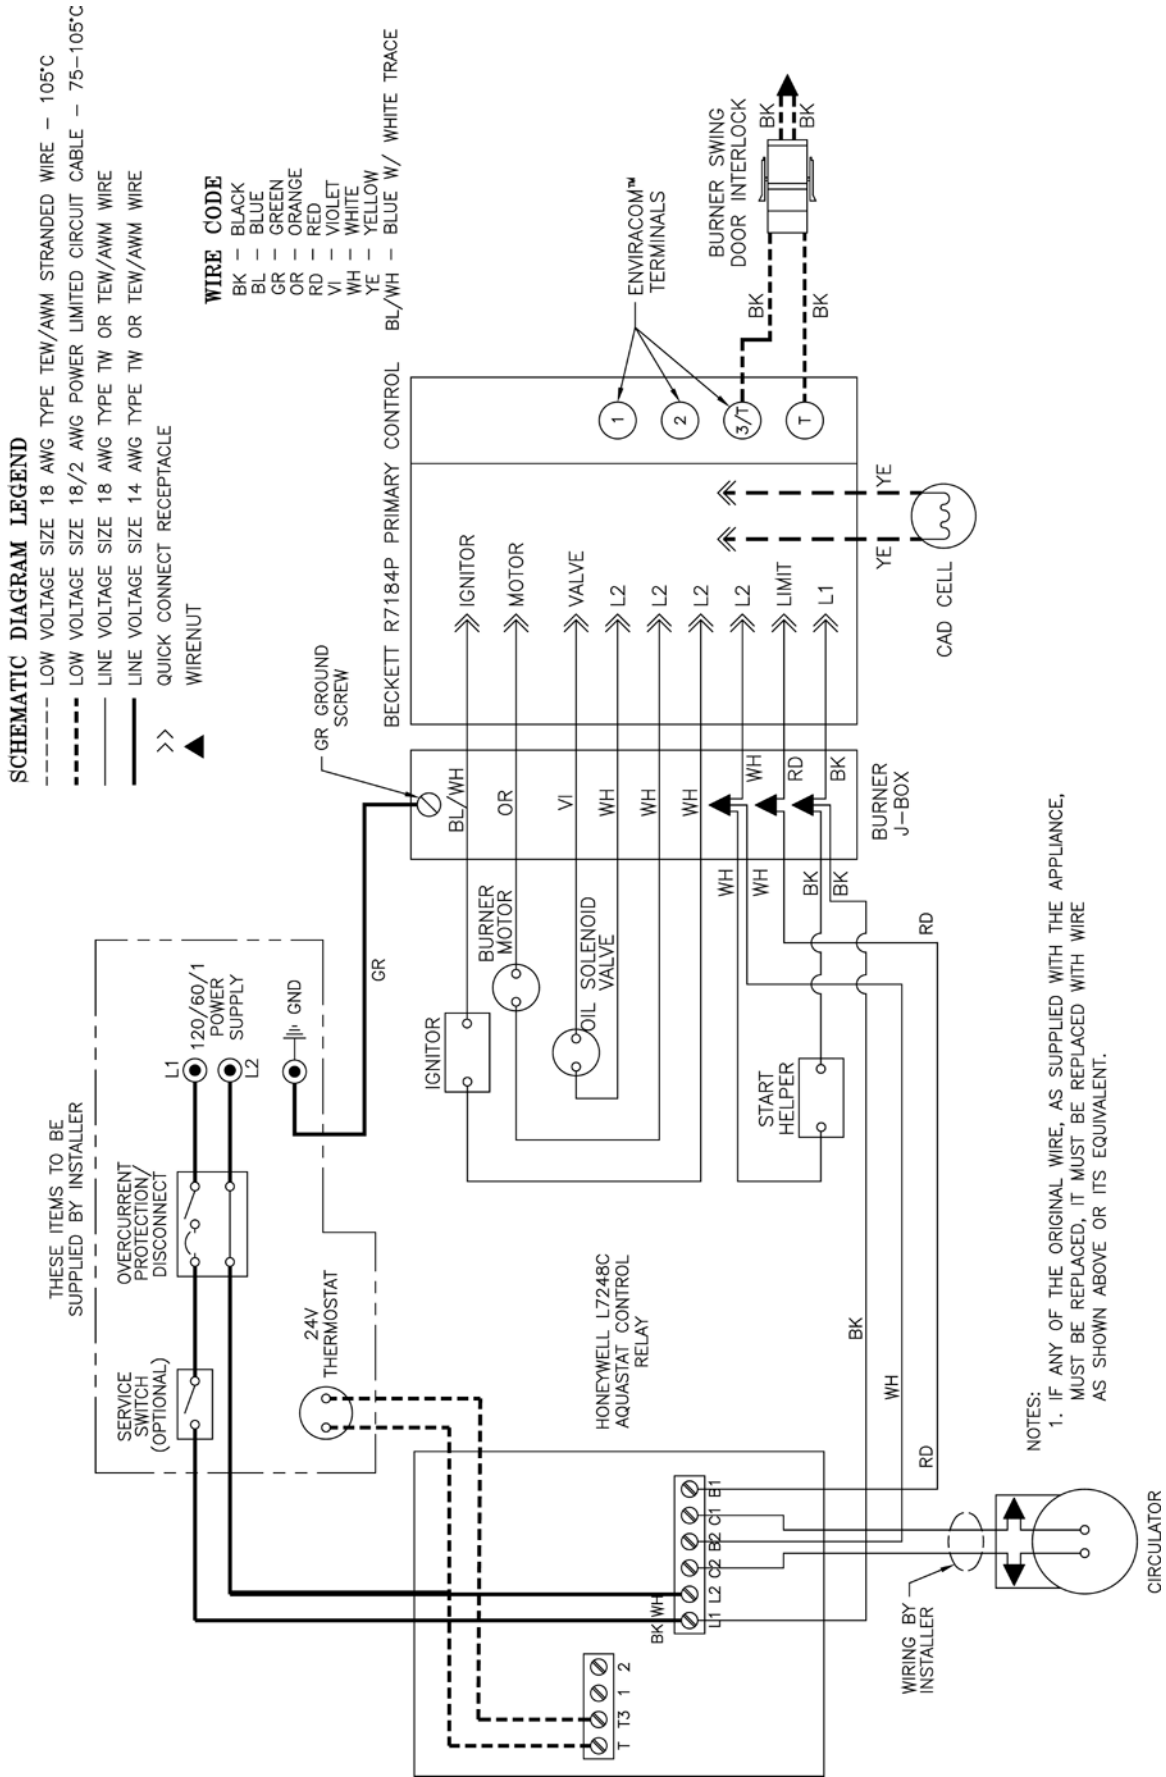 SCHEMATIC DIAGRAM LEGEND
LOW VOLTAGE SIZE 18 AWG TYPE TEW/AWM STRANDED WIRE – 105°C
LOW VOLTAGE SIZE 18/2 AWG POWER LIMITED CIRCUIT CABLE – 75–105°C
LINE VOLTAGE SIZE 18 AWG TYPE TW OR TEW/AWM WIRE
LINE VOLTAGE SIZE 14 AWG TYPE TW OR TEW/AWM WIRE
QUICK CONNECT RECEPTACLE
WIRENUT
WIRE CODE
BK – BLACK
BL – BLUE
GR – GREEN
OR – ORANGE
RD – RED
VI – VIOLET
WH – WHITE
YE – YELLOW
BL/WH – BLUE W/ WHITE TRACE
THESE ITEMS TO BE
SUPPLIED BY INSTALLER
SERVICE
SWITCH
(OPTIONAL)
OVERCURRENT
PROTECTION/
DISCONNECT
L1
120/60/1
POWER
SUPPLY
L2
GND
24V
THERMOSTAT
GR
GR GROUND
SCREW
BECKETT R7184P PRIMARY CONTROL
IGNITOR
BL/WH
IGNITOR
BURNER
MOTOR
OR
MOTOR
OIL SOLENOID
VALVE
VI
VALVE
WH
L2
WH
L2
WH
L2
WH
WH
L2
WH
RD
LIMIT
BK
BK
L1
BK
START
HELPER
BURNER
J-BOX
1
2
3/T
T
ENVIRACOM™
TERMINALS
BURNER SWING
DOOR INTERLOCK
BK
BK
BK
BK
YE
YE
CAD CELL
HONEYWELL L7248C
AQUASTAT CONTROL
RELAY
T T3 1 2
BK WH
L1 L2 C2 B2 C1 B1
BK
WH
RD
RD
WIRING BY
INSTALLER
CIRCULATOR
NOTES:
1. IF ANY OF THE ORIGINAL WIRE, AS SUPPLIED WITH THE APPLIANCE,
MUST BE REPLACED, IT MUST BE REPLACED WITH WIRE
AS SHOWN ABOVE OR ITS EQUIVALENT.